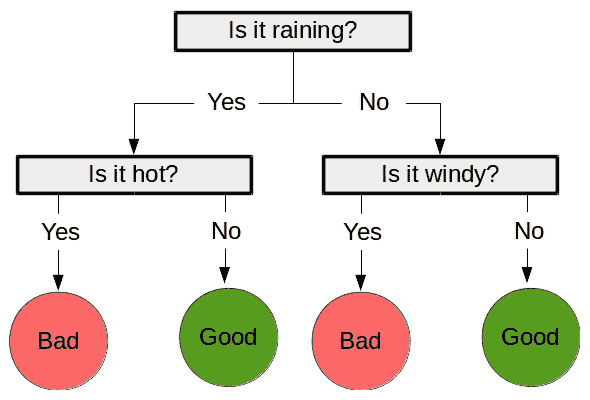 Is it raining?
Yes
No
Is it hot?
Is it windy?
Yes
No
Yes
No
Bad
Good
Bad
Good